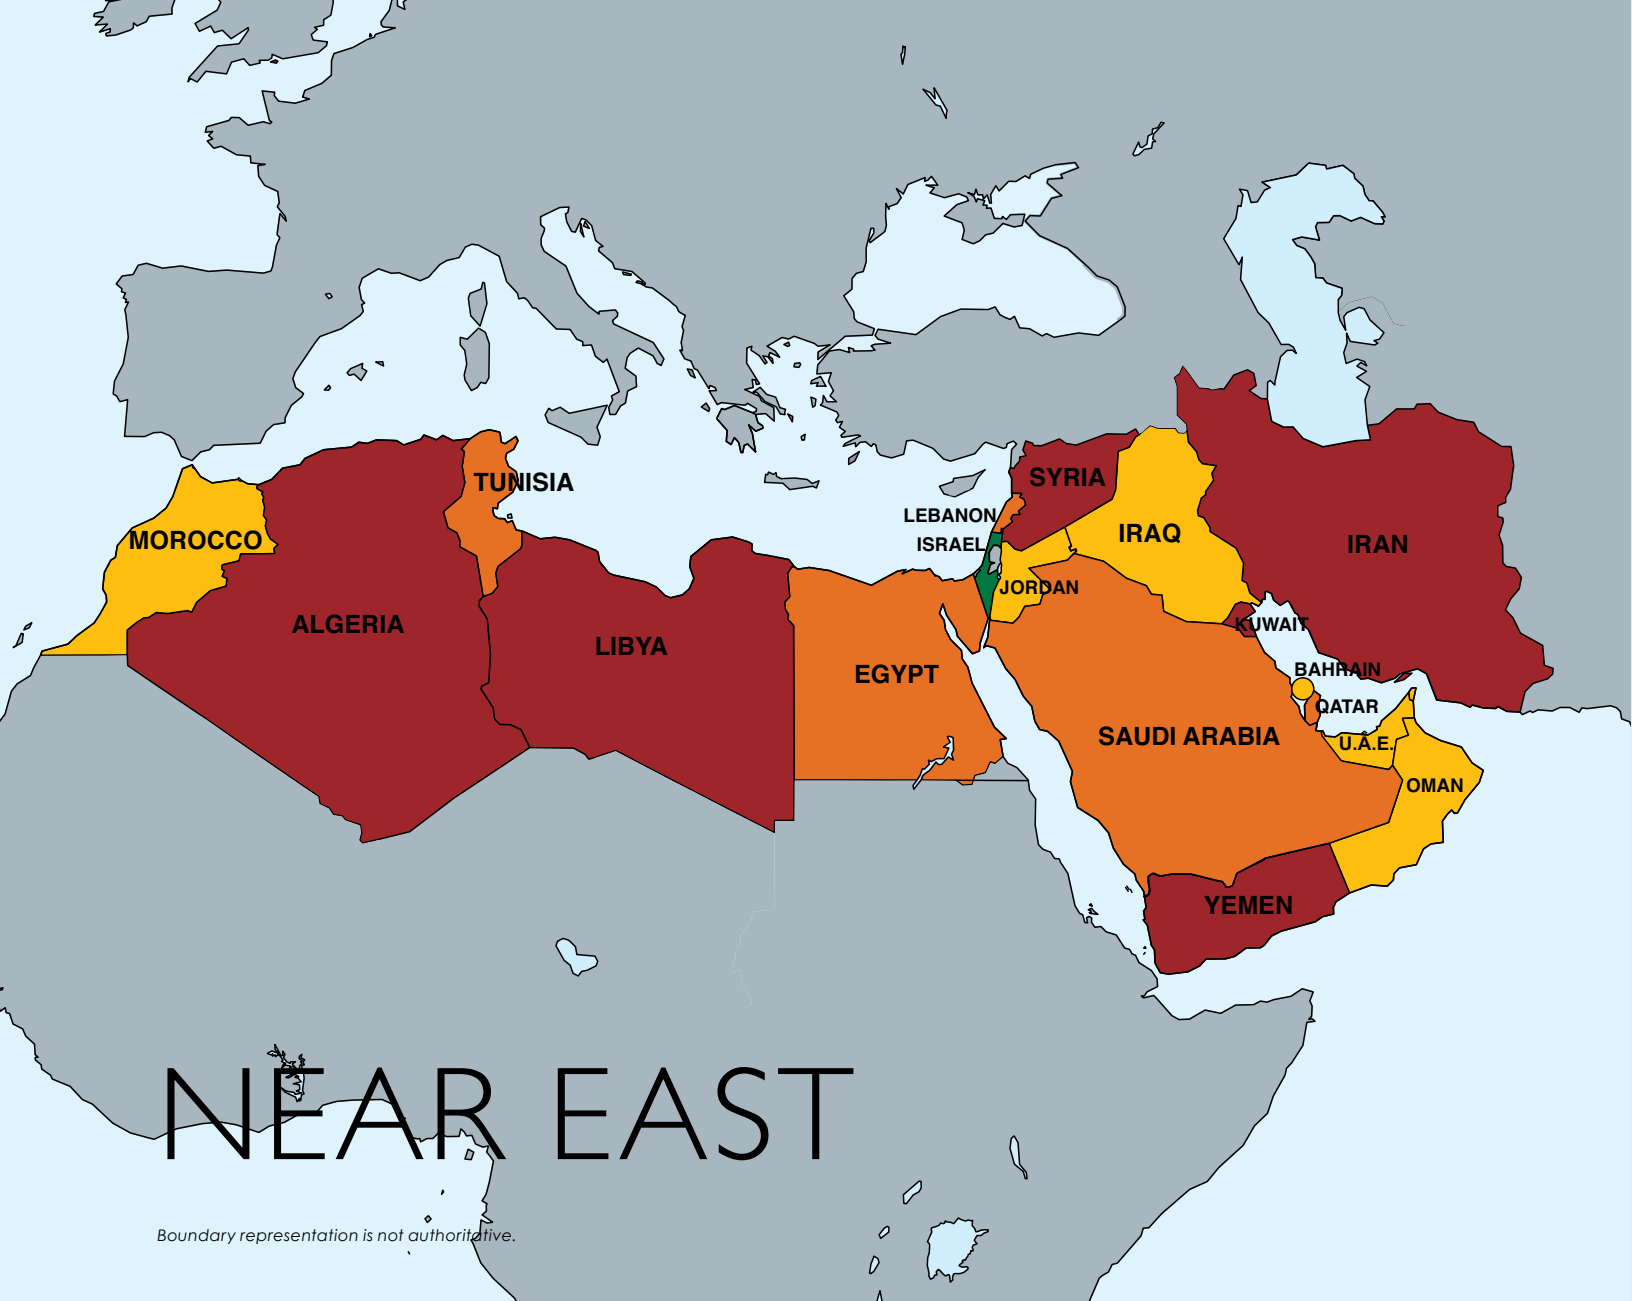 TUNISIA
SYRIA
LEBANON
IRAQ
MOROCCO
ISRAEL
IRAN
JORDAN
ALGERIA
KUWAIT
LIBYA
BAHRAIN
EGYPT
QATAR
SAUDI ARABIA
U.A.E.
OMAN
YEMEN
NEAR EAST
Boundary representation is not authoritative.